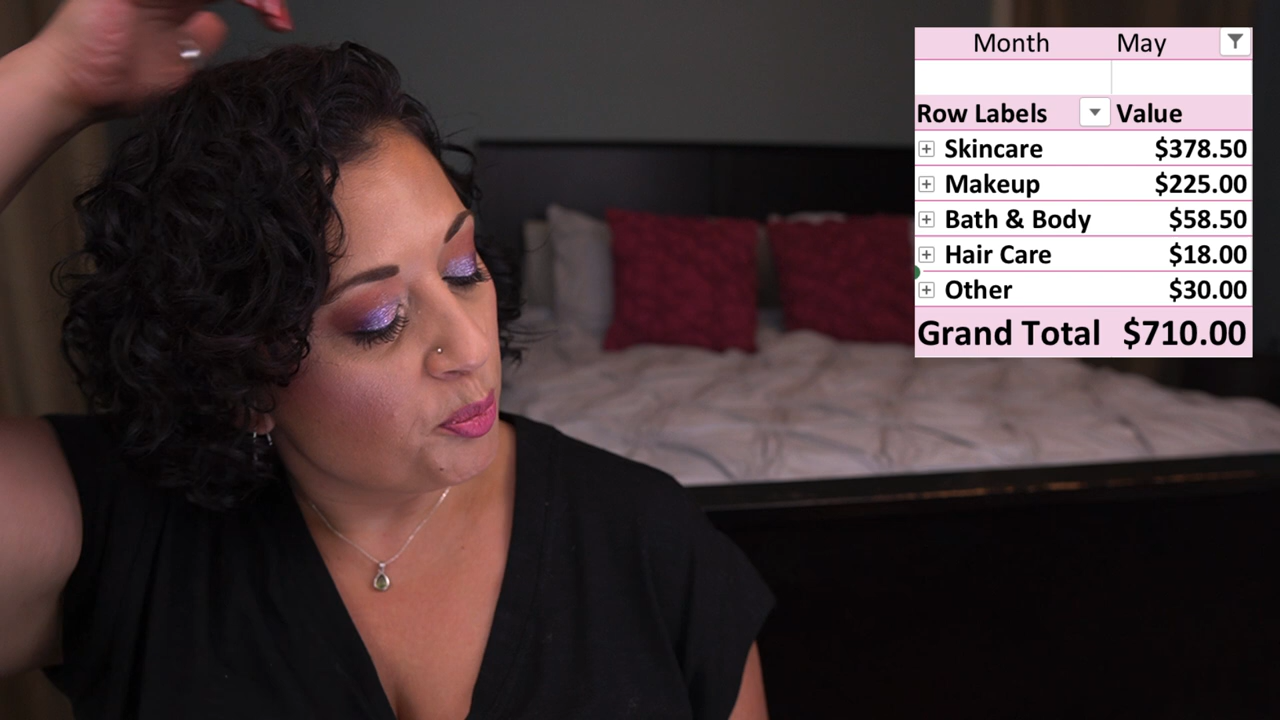 Month May
Row Labels Value
Skincare $378.50
Makeup $225.00
Bath & Body $58.50
Hair Care $18.00
Other $30.00
Grand Total $710.00